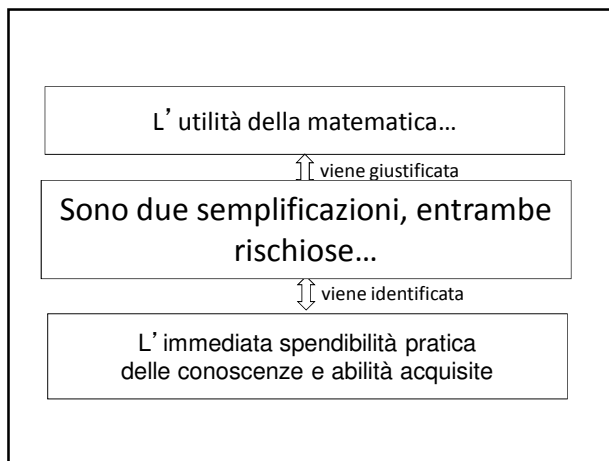 L’ utilità della matematica…
viene giustificata
Sono due semplificazioni, entrambe
rischiose…
viene identificata
L’ immediata spendibilità pratica
delle conoscenze e abilità acquisite